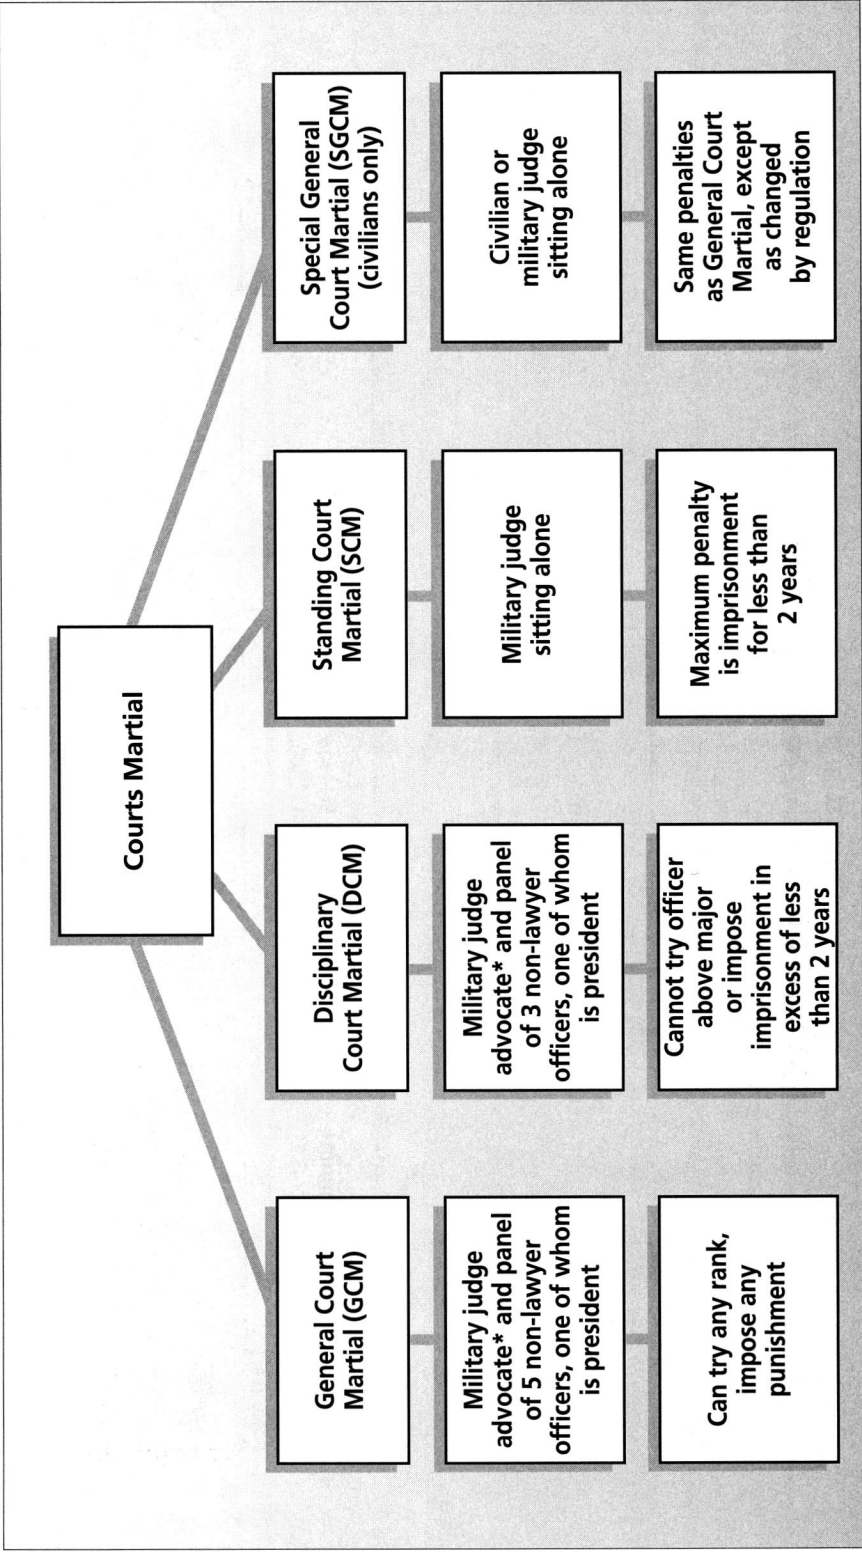 Courts Martial
General Court
Martial (GCM)
Military judge
advocate* and panel
of 5 non-lawyer
officers, one of whom
is president
Can try any rank,
impose any
punishment
Disciplinary
Court Martial (DCM)
Military judge
advocate* and panel
of 3 non-lawyer
officers, one of whom
is president
Cannot try officer
above major
or impose
imprisonment in
excess of less
than 2 years
Standing Court
Martial (SCM)
Military judge
sitting alone
Maximum penalty
is imprisonment
for less than
2 years
Special General
Court Martial (SGCM)
(civilians only)
Civilian or
military judge
sitting alone
Same penalties
as General Court
Martial, except
as changed
by regulation